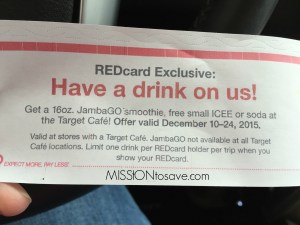 REDcard Exclusive:
Have a drink on us!
Get a 16oz. JambaGO smoothie, free small ICEE or soda at
the Target Café! Offer valid December 10–24, 2015.
Valid at stores with a Target Café. JambaGO not available at all Target
Café locations. Limit one drink per REDcard holder per trip when you
show your REDcard.
EXPECT MORE. PAY LESS.
MISSIONtosave.com